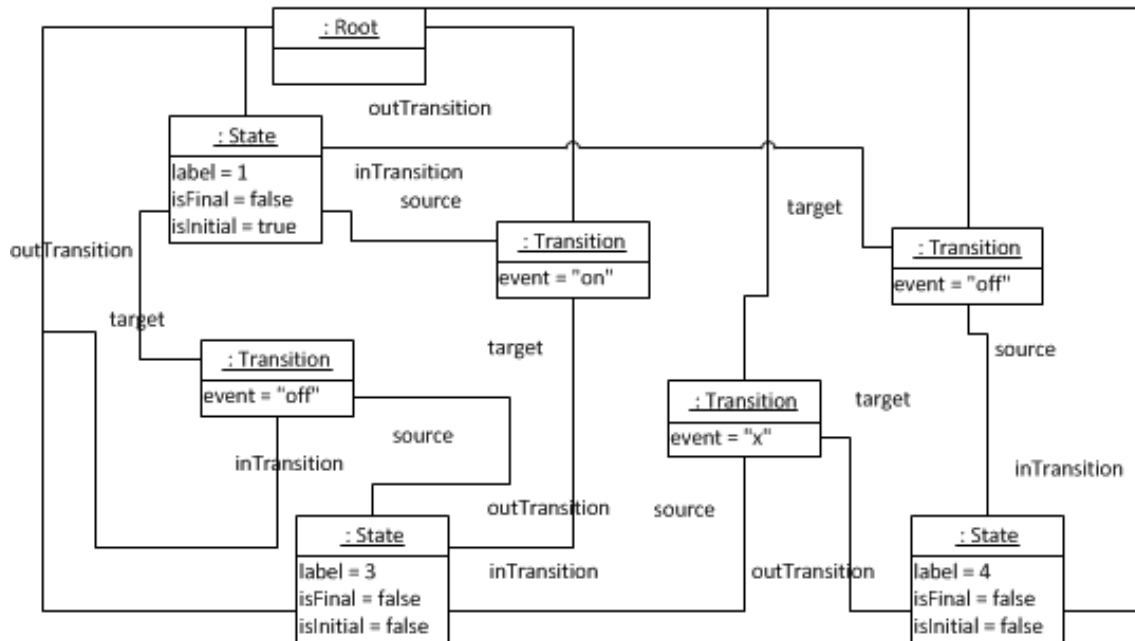 : Root
outTransition
: State
label = 1
isFinal = false
isInitial = true
inTransition
source
target
: Transition
event = "on"
: Transition
event = "off"
outTransition
target
target
source
: Transition
event = "off"
: Transition
event = "x"
target
source
inTransition
inTransition
outTransition
source
: State
label = 3
isFinal = false
isInitial = false
inTransition
outTransition
: State
label = 4
isFinal = false
isInitial = false